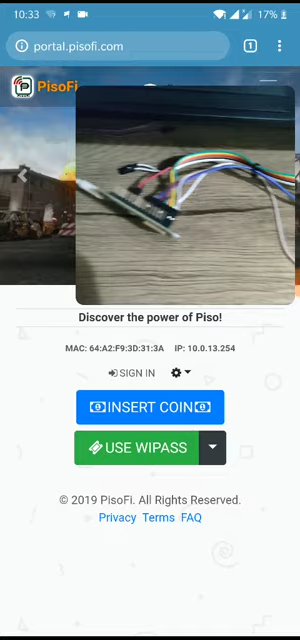 10:33
17%
portal.pisofi.com
1
PisoFi
Discover the power of Piso!
MAC: 64:A2:F9:3D:31:3A IP: 10.0.13.254
SIGN IN
INSERT COIN
USE WIPASS
© 2019 PisoFi. All Rights Reserved.
Privacy Terms FAQ